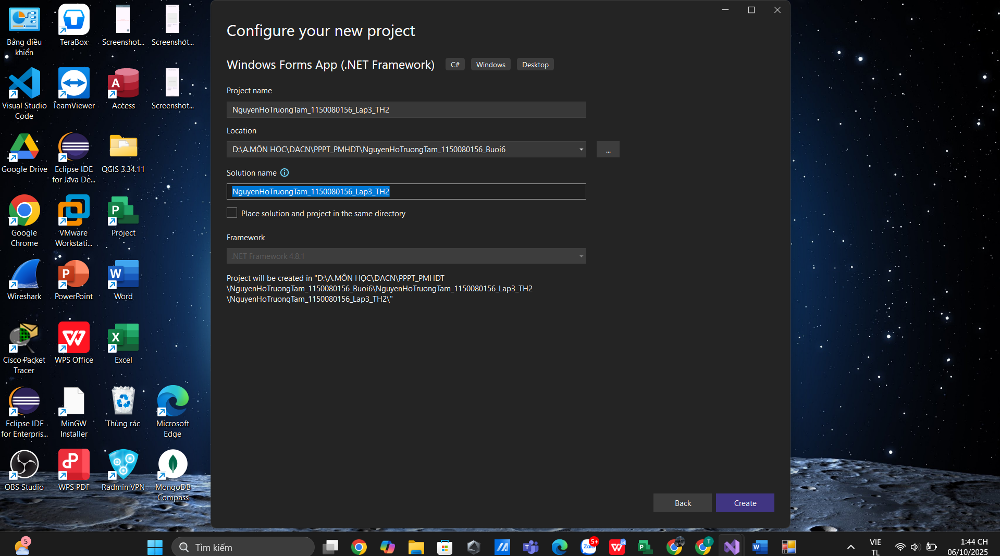 Bảng điều
khiển
TeraBox
Screenshot...
Screenshot...
Visual Studio
Code
TeamViewer
Access
Screenshot...
Google Drive
Eclipse IDE
for Java De...
QGIS 3.34.11
Google
Chrome
VMware
Workstati...
Project
Wireshark
PowerPoint
Word
Cisco Packet
Tracer
WPS Office
Excel
Eclipse IDE
for Enterpris...
MinGW
Installer
Thùng rác
Microsoft
Edge
OBS Studio
WPS PDF
Radmin VPN
MongoDB
Compass
Configure your new project
Windows Forms App (.NET Framework) C# Windows Desktop
Project name
NguyenHoTruongTam_1150080156_Lap3_TH2
Location
D:\A.MÔN HỌC\DACN\PPPT_PMHDT\NguyenHoTruongTam_1150080156_Buoi6
...
Solution name
NguyenHoTruongTam_1150080156_Lap3_TH2
Place solution and project in the same directory
Framework
.NET Framework 4.8.1
Project will be created in "D:\A.MÔN HỌC\DACN\PPPT_PMHDT
\NguyenHoTruongTam_1150080156_Buoi6\NguyenHoTruongTam_1150080156_Lap3_TH2
\NguyenHoTruongTam_1150080156_Lap3_TH2\"
Back
Create
5
Tìm kiếm
Zalo
5+
T
VIE
TL
1:44 CH
06/10/2025